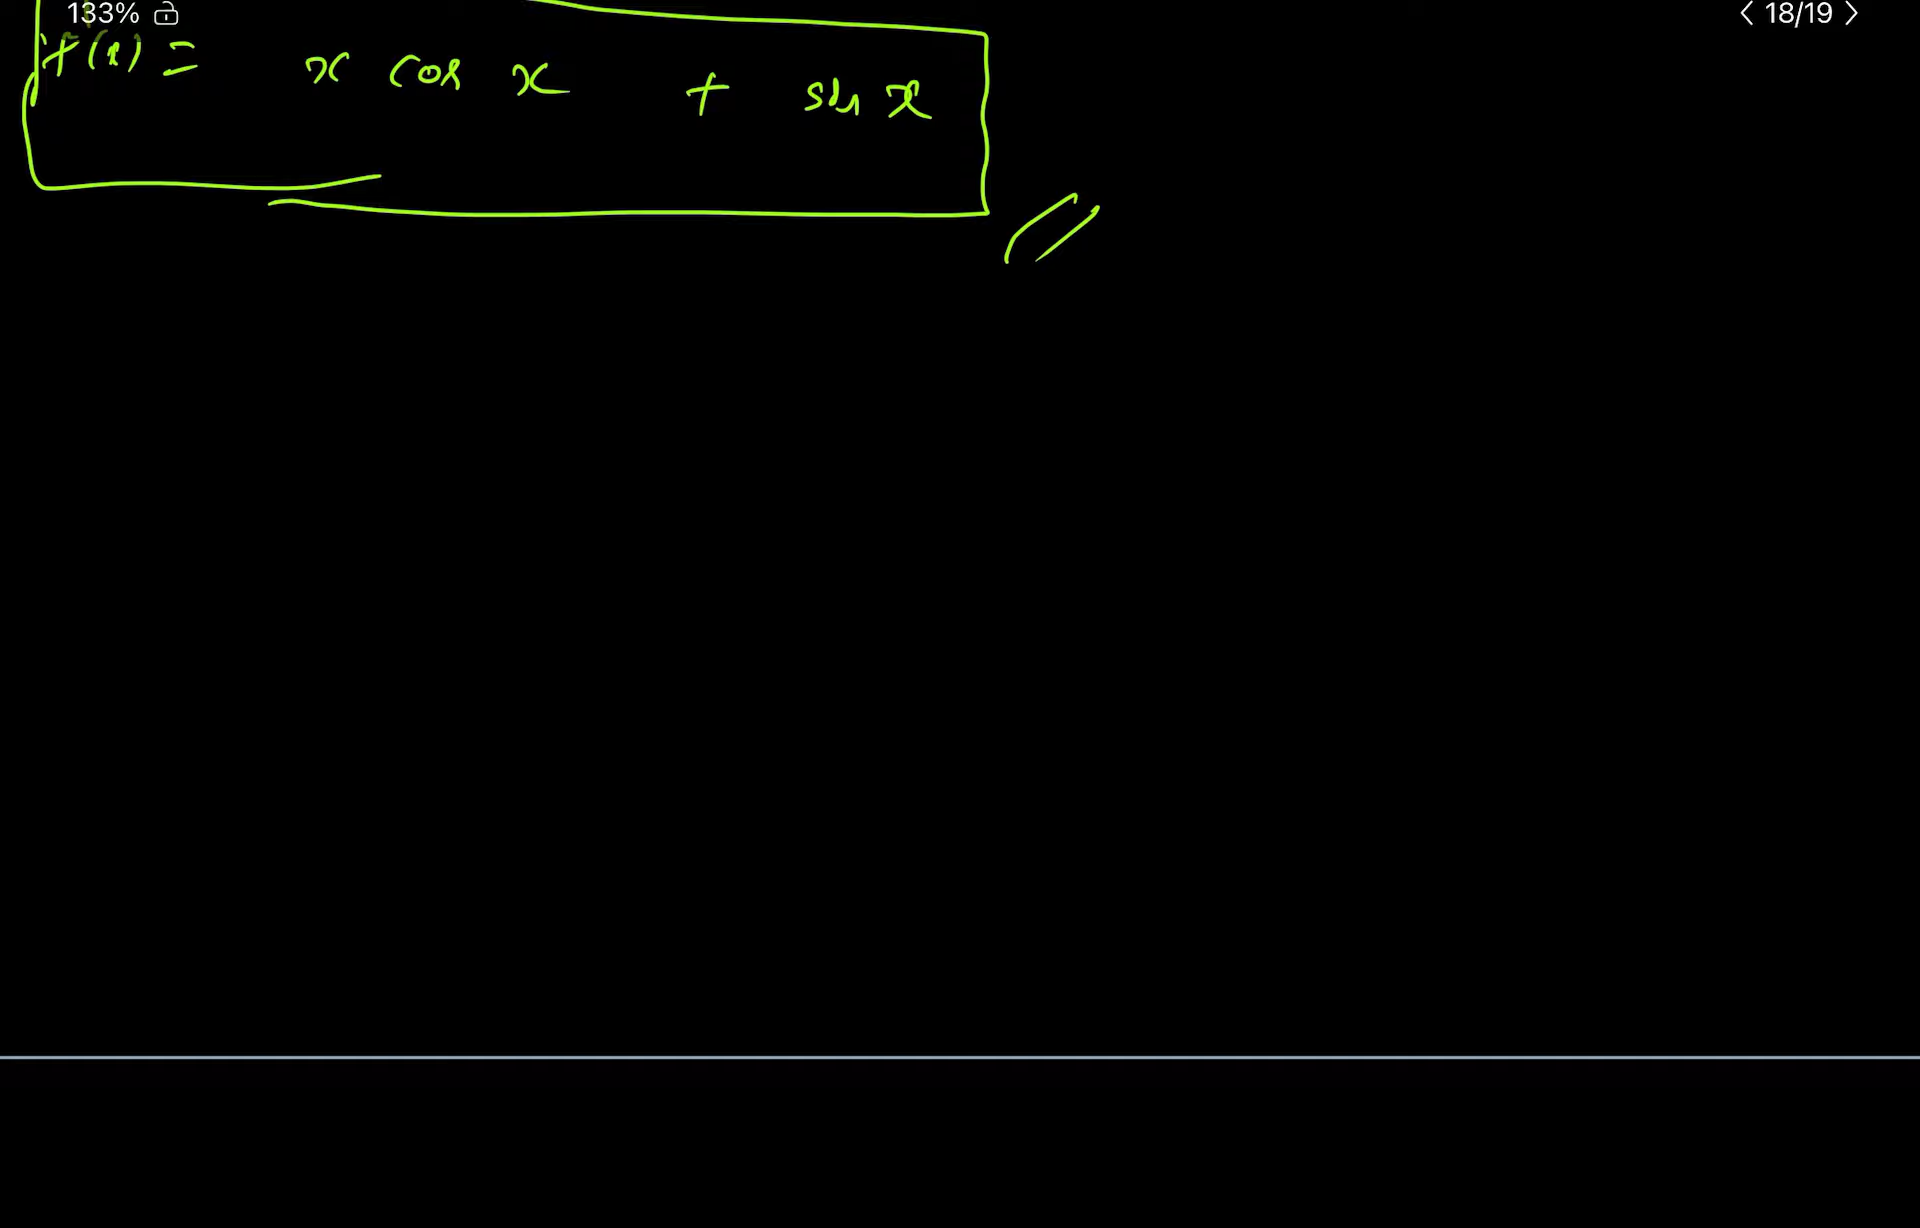 133%
< 18/19 >
f(x) = x cos x + sin x